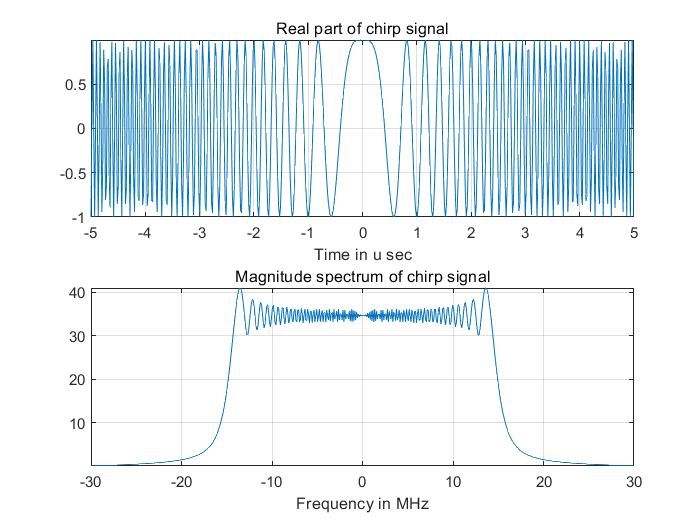 Real part of chirp signal
0.5
0
-0.5
-1
-5 -4 -3 -2 -1 0 1 2 3 4 5
Time in u sec
Magnitude spectrum of chirp signal
40
30
20
10
-30 -20 -10 0 10 20 30
Frequency in MHz